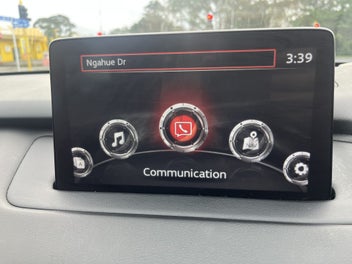 Ngahue Dr
3:39
Communication